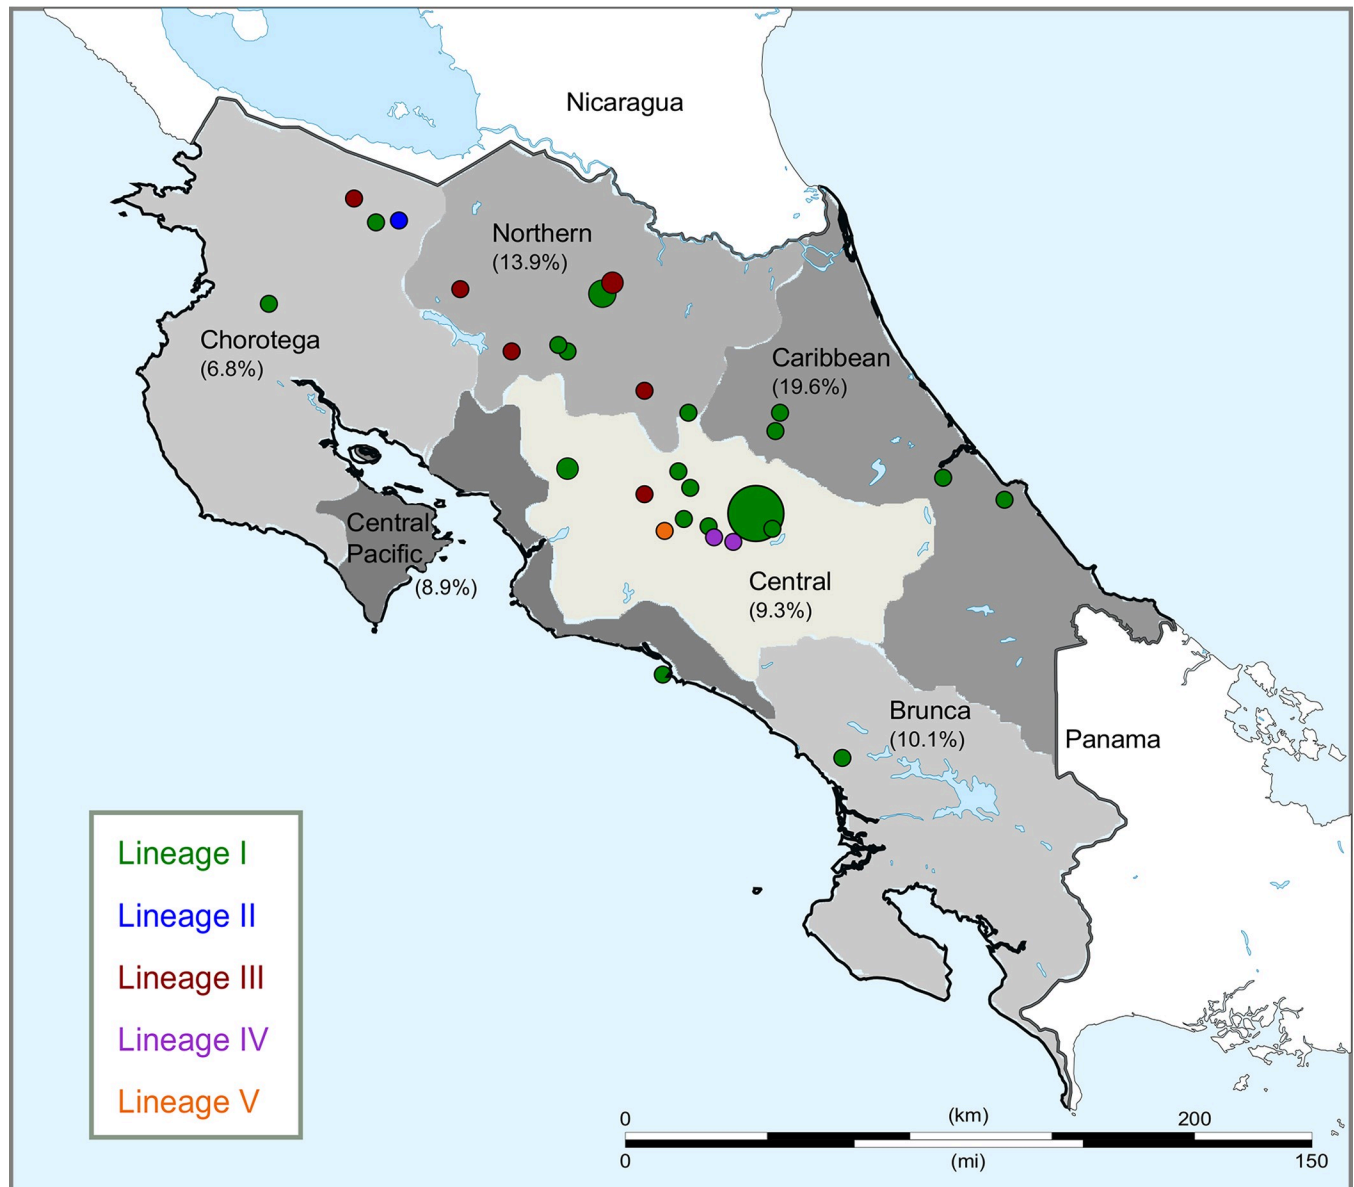 Nicaragua
Northern
(13.9%)
Chorotega
(6.8%)
Caribbean
(19.6%)
Central
Pacific
(8.9%)
Central
(9.3%)
Brunca
(10.1%)
Panama
Lineage I
Lineage II
Lineage III
Lineage IV
Lineage V
0 (km) 200
0 (mi) 150